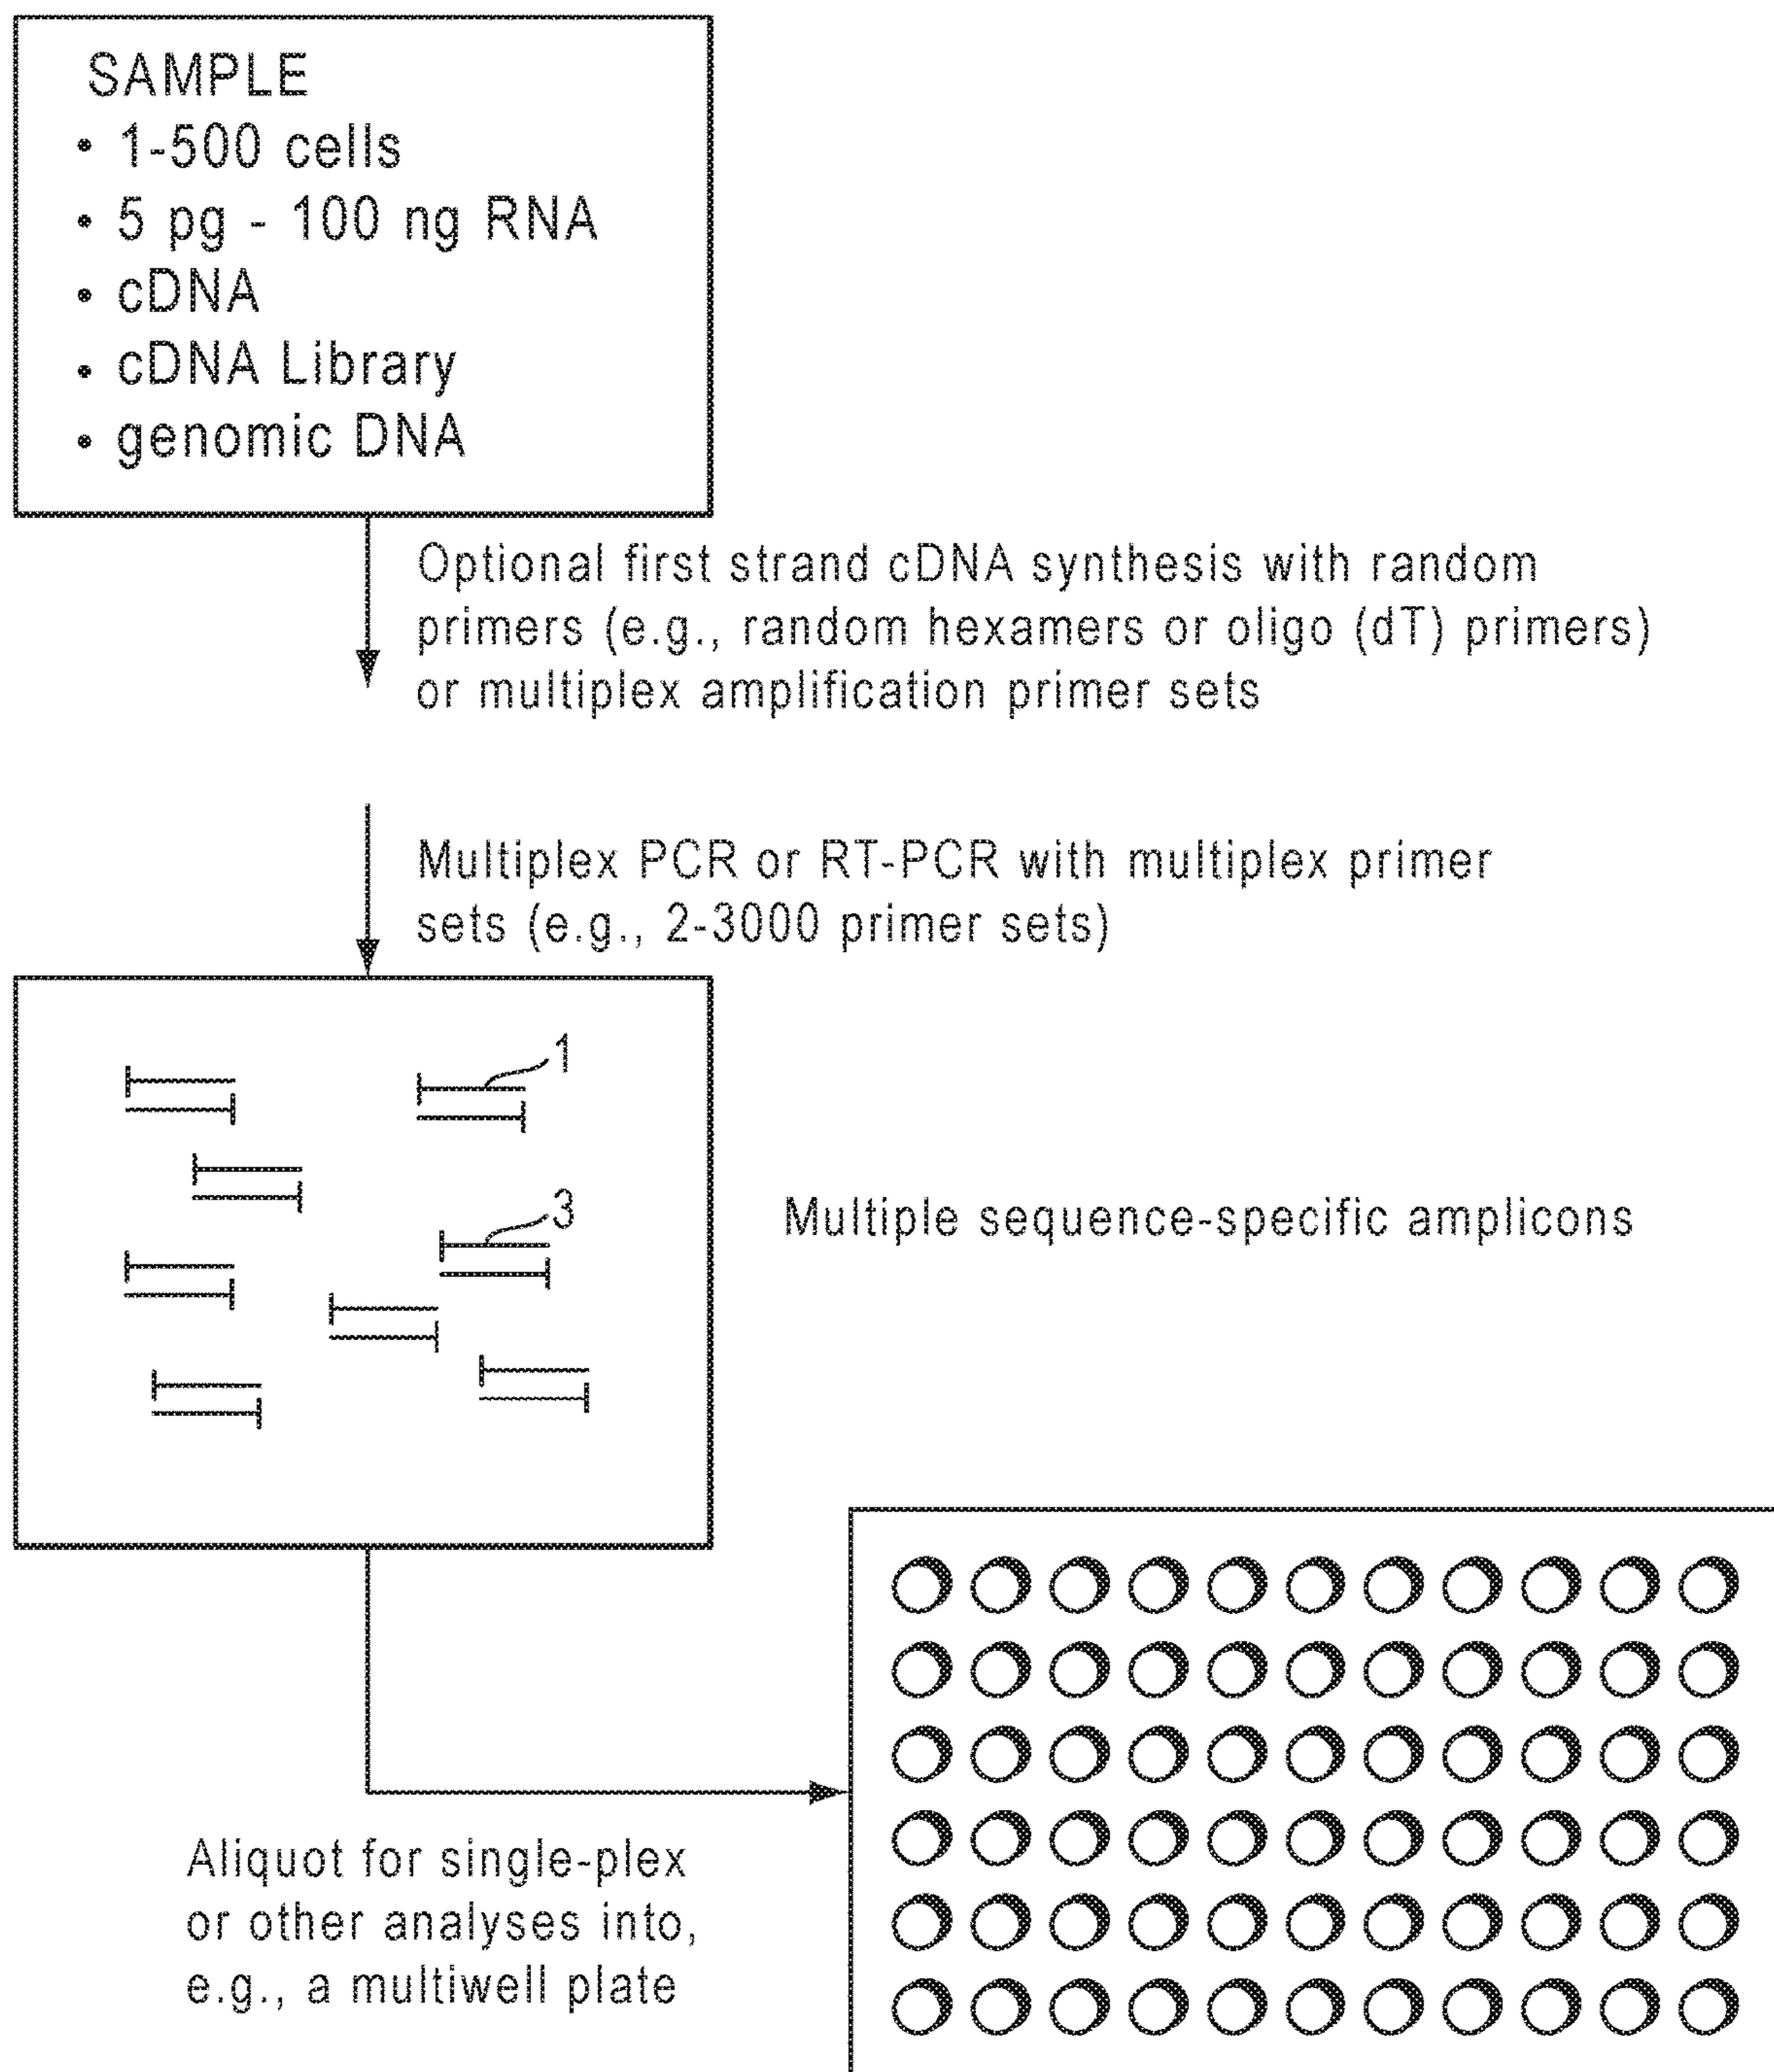 SAMPLE
• 1-500 cells
• 5 pg - 100 ng RNA
• cDNA
• cDNA Library
• genomic DNA
Optional first strand cDNA synthesis with random
primers (e.g., random hexamers or oligo (dT) primers)
or multiplex amplification primer sets
Multiplex PCR or RT-PCR with multiplex primer
sets (e.g., 2-3000 primer sets)
1
3
Multiple sequence-specific amplicons
Aliquot for single-plex
or other analyses into,
e.g., a multiwell plate